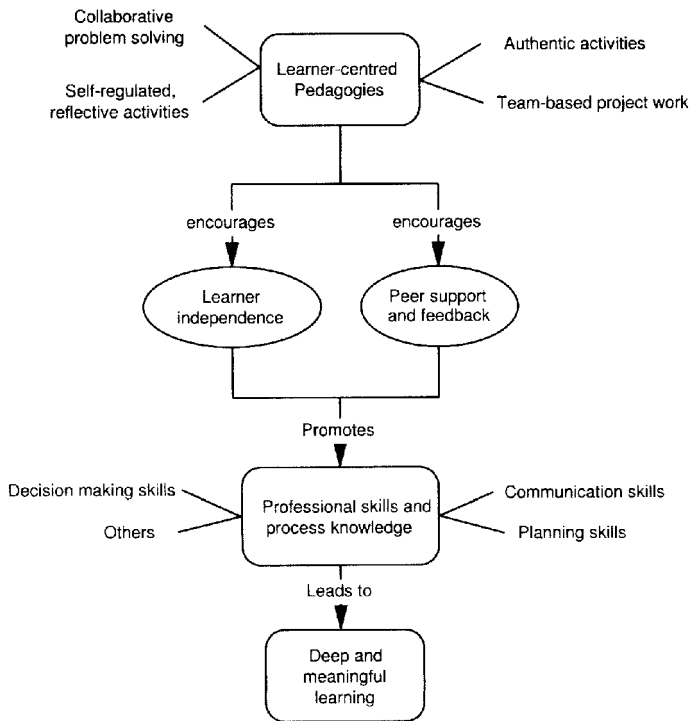 Collaborative
problem solving
Self-regulated,
reflective activities
Learner-centred
Pedagogies
Authentic activities
Team-based project work
encourages
encourages
Learner
independence
Peer support
and feedback
Promotes
Decision making skills
Others
Professional skills and
process knowledge
Communication skills
Planning skills
Leads to
Deep and
meaningful
learning